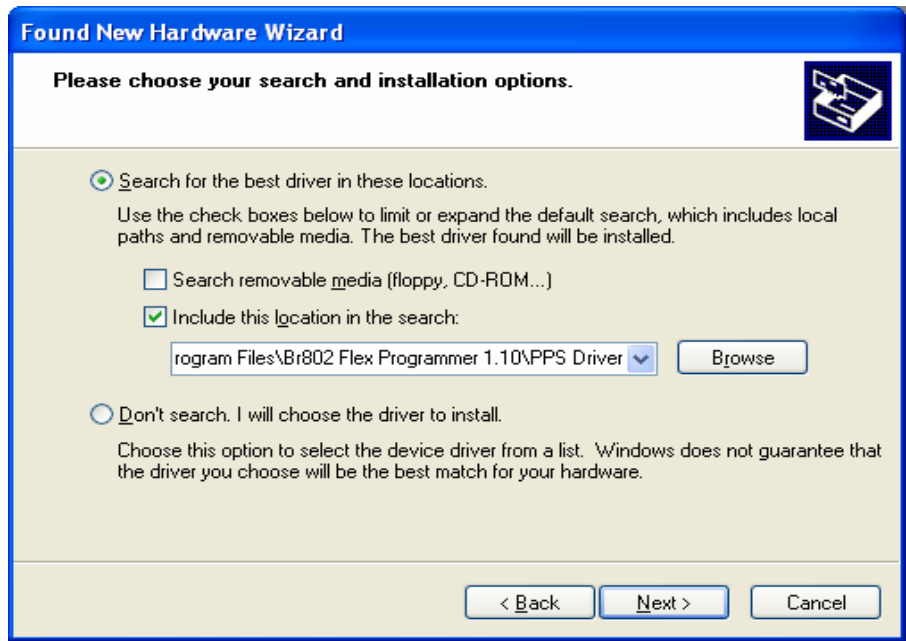 Found New Hardware Wizard
Please choose your search and installation options.
Search for the best driver in these locations.
Use the check boxes below to limit or expand the default search, which includes local
paths and removable media. The best driver found will be installed.
Search removable media (floppy, CD-ROM...)
Include this location in the search:
rogram Files\Br802 Flex Programmer 1.10\PPS Driver
Browse
Don't search. I will choose the driver to install.
Choose this option to select the device driver from a list. Windows does not guarantee that
the driver you choose will be the best match for your hardware.
< Back Next > Cancel